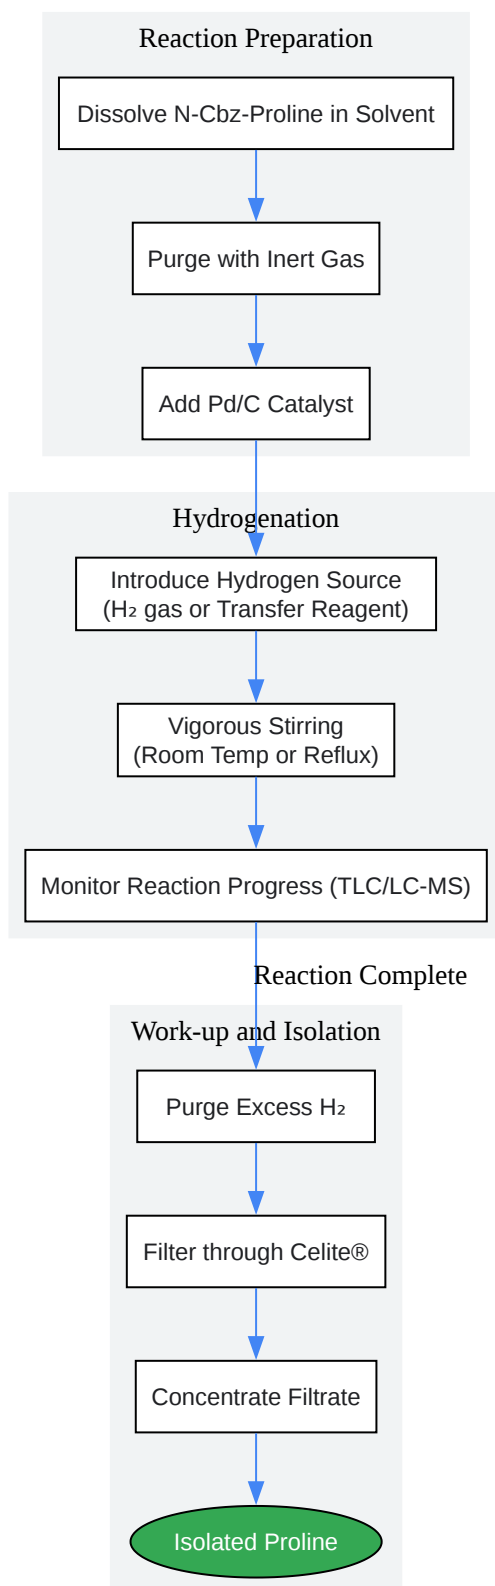 Reaction Preparation
Dissolve N-Cbz-Proline in Solvent
Purge with Inert Gas
Add Pd/C Catalyst
Hydrogenation
Introduce Hydrogen Source
(H₂ gas or Transfer Reagent)
Vigorous Stirring
(Room Temp or Reflux)
Monitor Reaction Progress (TLC/LC-MS)
Reaction Complete
Work-up and Isolation
Purge Excess H₂
Filter through Celite®
Concentrate Filtrate
Isolated Proline